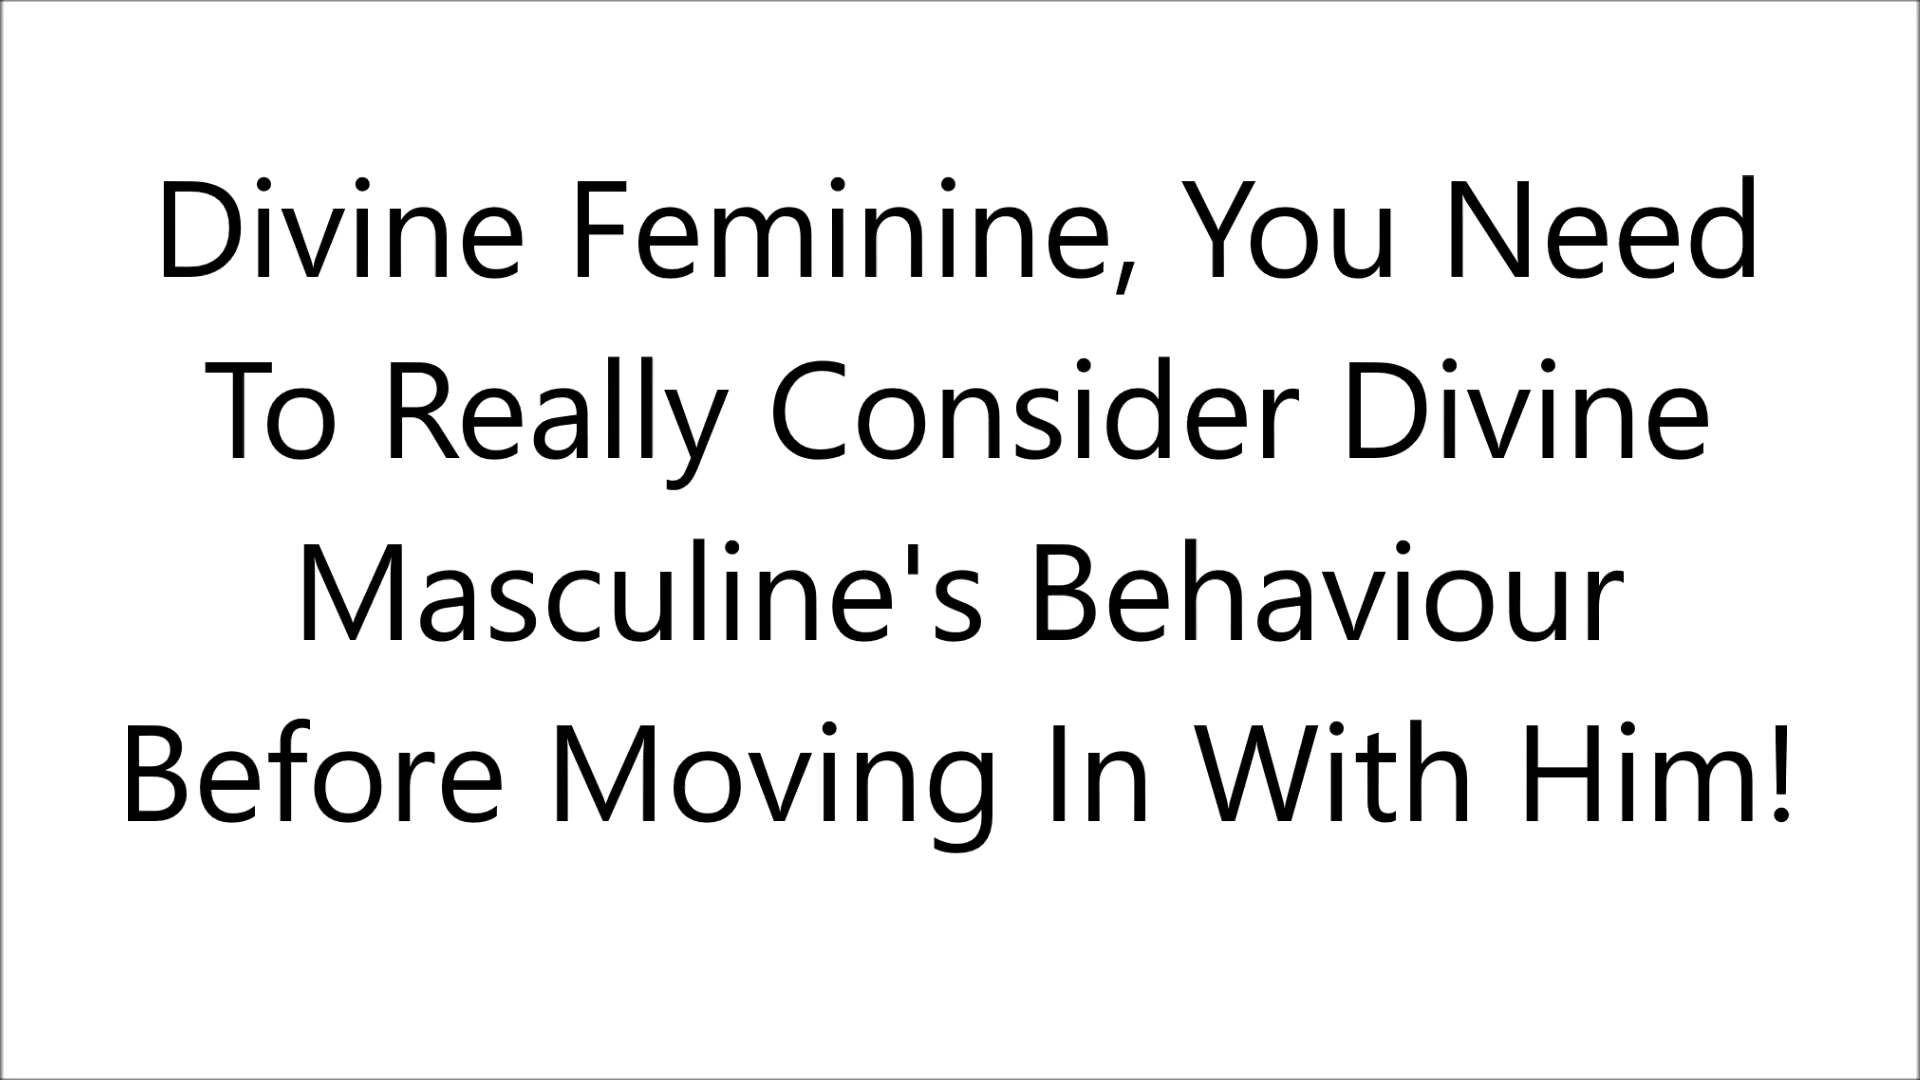 Divine Feminine, You Need
To Really Consider Divine
Masculine's Behaviour
Before Moving In With Him!